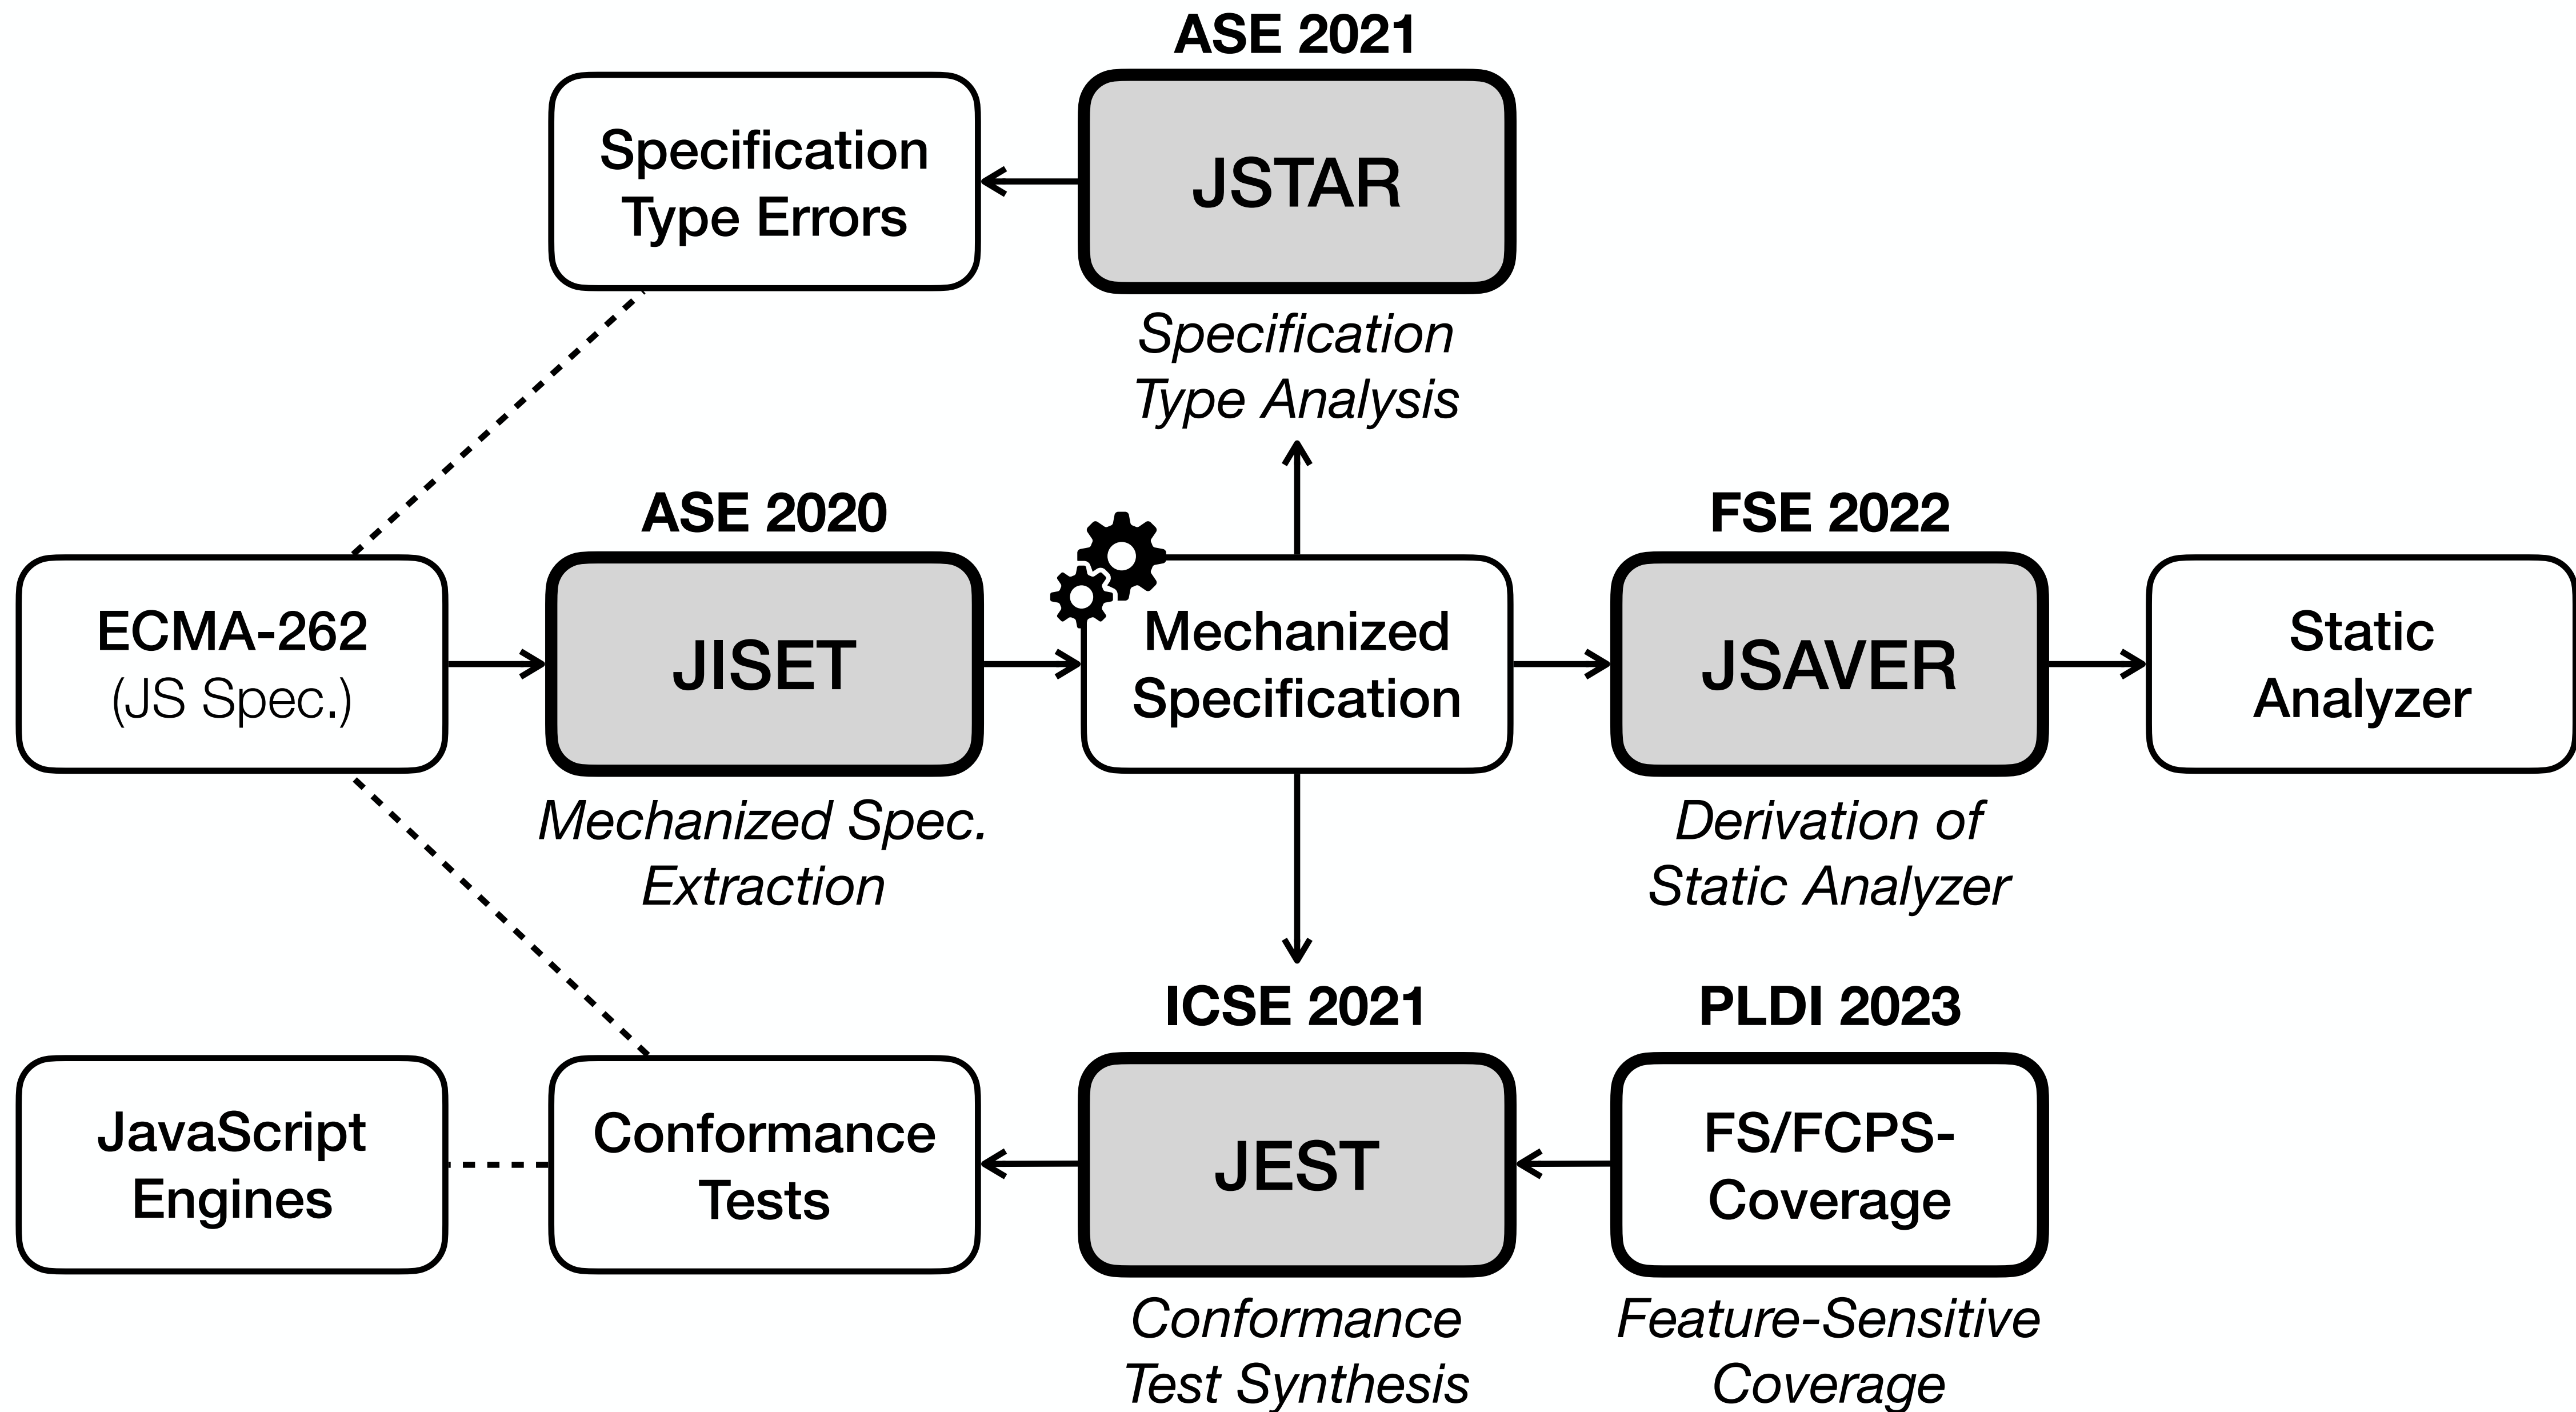 ASE 2021
Specification
Type Errors
JSTAR
Specification
Type Analysis
ASE 2020
FSE 2022
ECMA-262
(JS Spec.)
JISET
Mechanized
Specification
JSAVER
Static
Analyzer
Mechanized Spec.
Extraction
Derivation of
Static Analyzer
ICSE 2021
PLDI 2023
JavaScript
Engines
Conformance
Tests
JEST
FS/FCPS-
Coverage
Conformance
Test Synthesis
Feature-Sensitive
Coverage